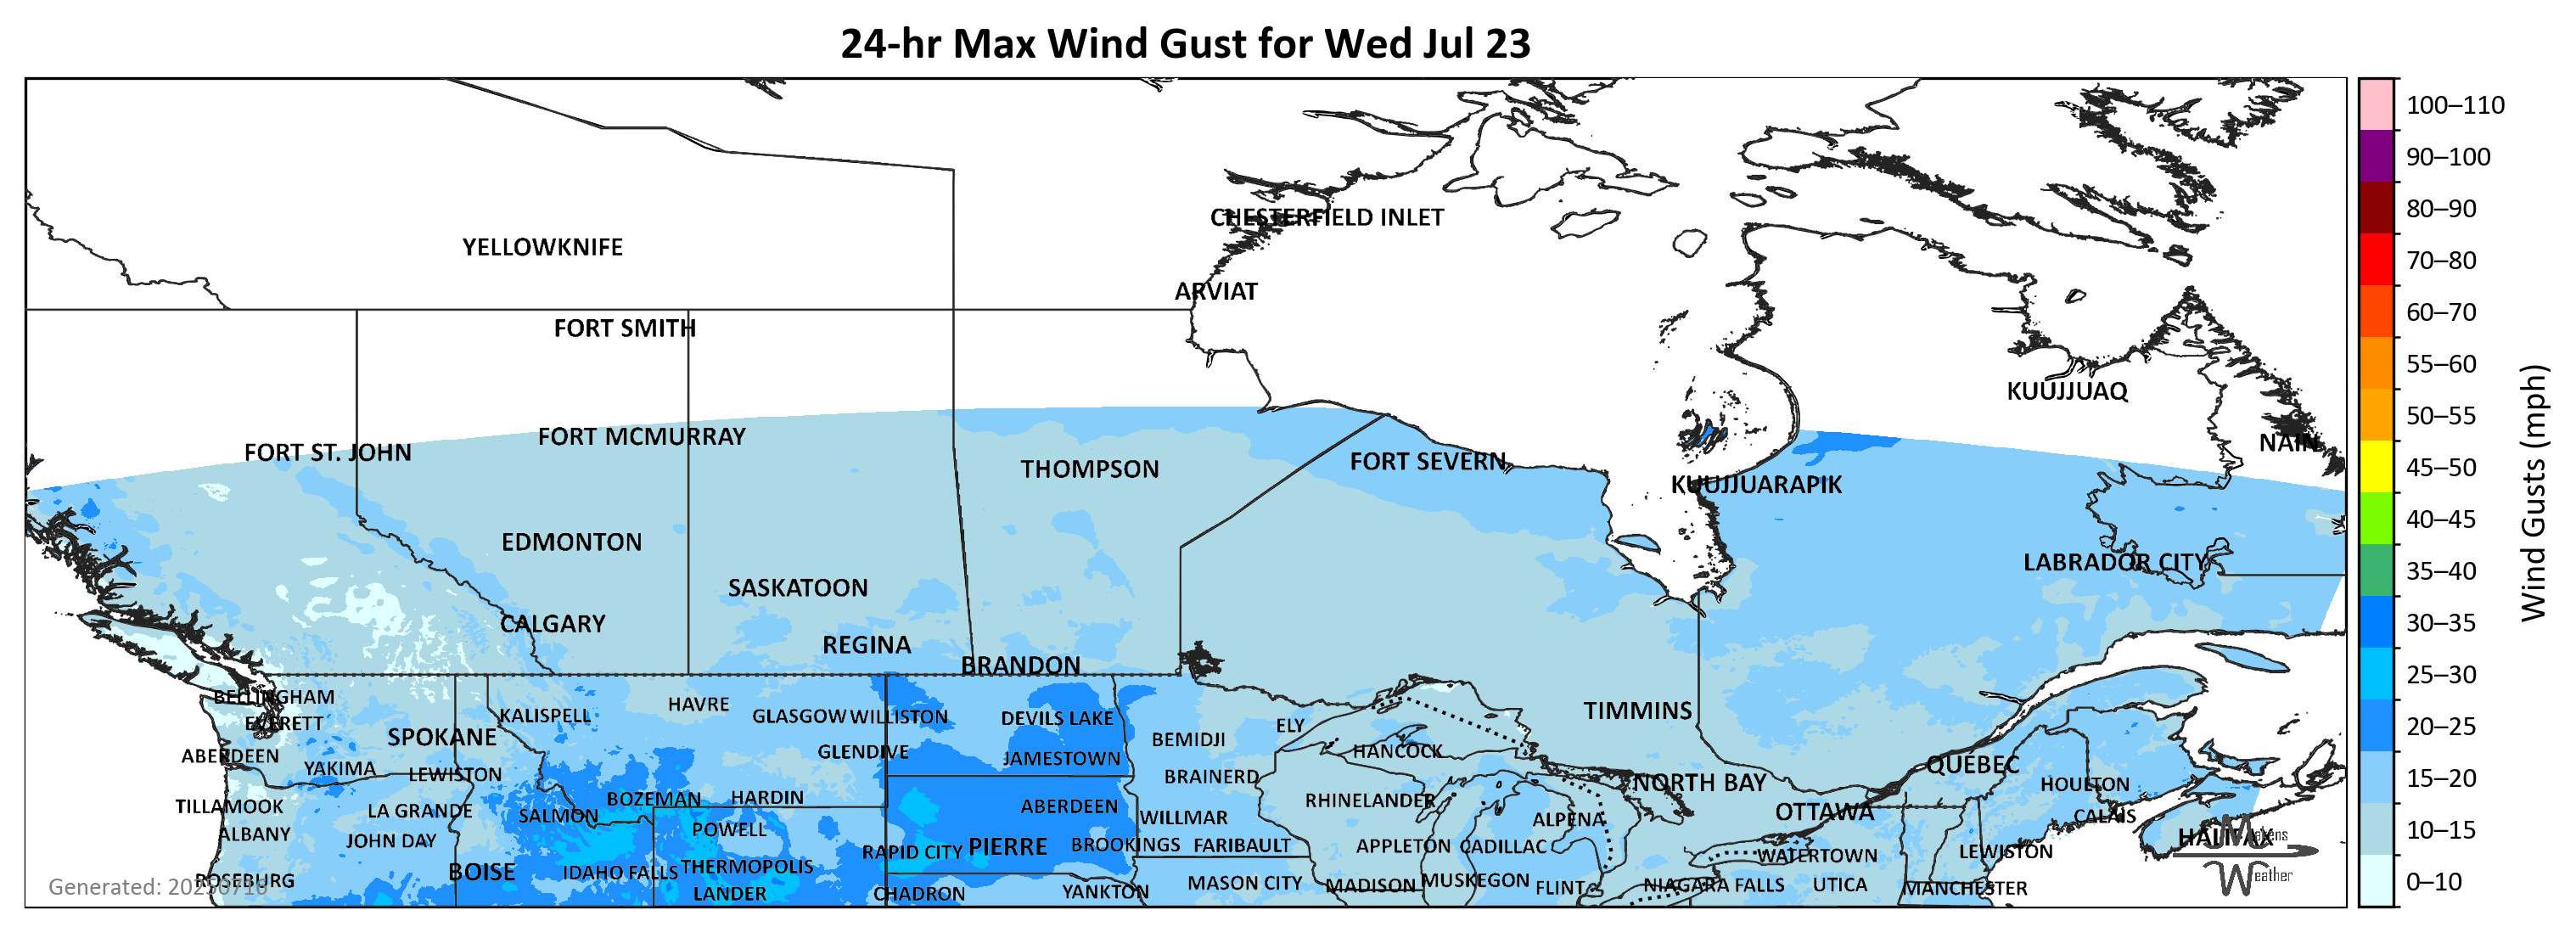 24-hr Max Wind Gust for Wed Jul 23
100–110
90–100
CHESTERFIELD INLET
80–90
YELLOWKNIFE
70–80
ARVIAT
60–70
FORT SMITH
55–60
KUUJJUAQ
50–55
FORT MCMURRAY
NAIN
FORT ST. JOHN
THOMPSON
FORT SEVERN
45–50
KUUJJUARAPIK
40–45
EDMONTON
Wind Gusts (mph)
LABRADOR CITY
35–40
SASKATOON
CALGARY
30–35
REGINA
BRANDON
25–30
BELLINGHAM
HAVRE
TIMMINS
KALISPELL
GLASGOW
WILLISTON
DEVILS LAKE
20–25
EVERETT
ELY
SPOKANE
BEMIDJI
ABERDEEN
GLENDIVE
JAMESTOWN
HANCOCK
QUÉBEC
YAKIMA
LEWISTON
BRAINERD
15–20
NORTH BAY
HOULTON
BOZEMAN
HARDIN
RHINELANDER
TILLAMOOK
LA GRANDE
SALMON
ABERDEEN
WILLMAR
ALPENA
OTTAWA
CALAIS
10–15
ALBANY
JOHN DAY
POWELL
HALIFAX
Makens
RAPID CITY
PIERRE
BROOKINGS
FARIBAULT
APPLETON
CADILLAC
WATERTOWN
LEWISTON
BOISE
IDAHO FALLS
THERMOPOLIS
Weather
0–10
Generated: 20250716
ROSEBURG
LANDER
CHADRON
YANKTON
MASON CITY
MADISON
MUSKEGON
FLINT
NIAGARA FALLS
UTICA
MANCHESTER